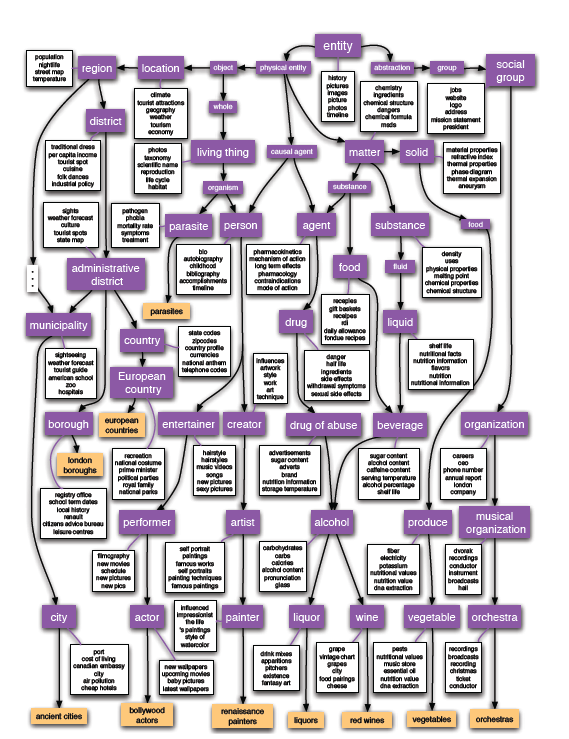 entity
social
group
group
abstraction
physical entity
object
location
region
population
nightlife
street map
temperature
climate
tourist attractions
geography
weather
tourism
economy
whole
history
pictures
images
picture
photos
timeline
chemistry
ingredients
chemical structure
dangers
chemical formula
msds
jobs
website
logo
address
mission statement
president
district
traditional dress
per capita income
tourist spot
cuisine
folk dances
industrial policy
photos
taxonomy
scientific name
reproduction
life cycle
habitat
living thing
causal agent
matter
solid
material properties
refractive index
thermal properties
phase diagram
thermal expansion
aneurysm
organism
substance
sights
weather forecast
culture
tourist spots
state map
pathogen
phobia
mortality rate
symptoms
treatment
parasite
person
agent
substance
food
bio
autobiography
childhood
bibliography
accomplishments
timeline
pharmacokinetics
mechanism of action
long term effects
pharmacology
contraindications
mode of action
food
fluid
density
uses
physical properties
melting point
chemical properties
chemical structure
administrative
district
parasites
municipality
country
state codes
zipcodes
country profile
currencies
national anthem
telephone codes
drug
recepies
gift baskets
receipes
rdi
daily allowance
fondue recipes
liquid
sightseeing
weather forecast
tourist guide
american school
zoo
hospitals
European
country
influences
artwork
style
work
art
technique
danger
half life
ingredients
side effects
withdrawal symptoms
sexual side effects
shelf life
nutritional facts
nutrition information
flavors
nutrition
nutritional information
borough
european
countries
entertainer
creator
drug of abuse
beverage
organization
london
boroughs
recreation
national costume
prime minister
political parties
royal family
national parks
hairstyle
hairstyles
music videos
songs
new pictures
sexy pictures
advertisements
sugar content
adverts
brand
nutrition information
storage temperature
sugar content
alcohol content
caffeine content
serving temperature
alcohol percentage
shelf life
careers
ceo
phone number
annual report
london
company
registry office
school term dates
local history
renault
citizens advice bureau
leisure centres
performer
artist
alcohol
produce
musical
organization
filmography
new movies
schedule
new pictures
new pics
self portrait
paintings
famous works
self portraits
painting techniques
famous paintings
carbohydrates
carbs
calories
alcohol content
pronunciation
glass
fiber
electricity
potassium
nutritional values
nutrition value
dna extraction
dvorak
recordings
conductor
instrument
broadcasts
hall
city
actor
influenced
impressionist
the life
's paintings
style of
watercolor
painter
liquor
wine
vegetable
orchestra
port
cost of living
canadian embassy
city
air pollution
cheap hotels
new wallpapers
upcoming movies
baby pictures
latest wallpapers
drink mixes
apparitions
pitchers
existence
fantasy art
grape
vintage chart
grapes
city
food pairings
cheese
pests
nutritional values
music store
essential oil
nutrition value
dna extraction
recordings
broadcasts
recording
christmas
ticket
conductor
ancient cities
bollywood
actors
renaissance
painters
liquors
red wines
vegetables
orchestras